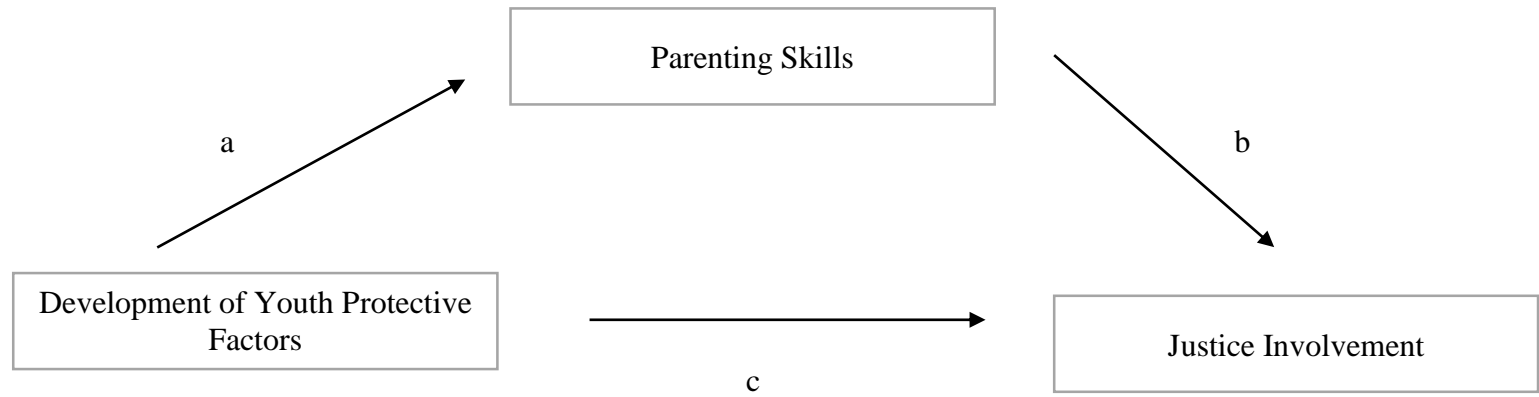 Parenting Skills
a
b
Development of Youth Protective
Factors
Justice Involvement
c